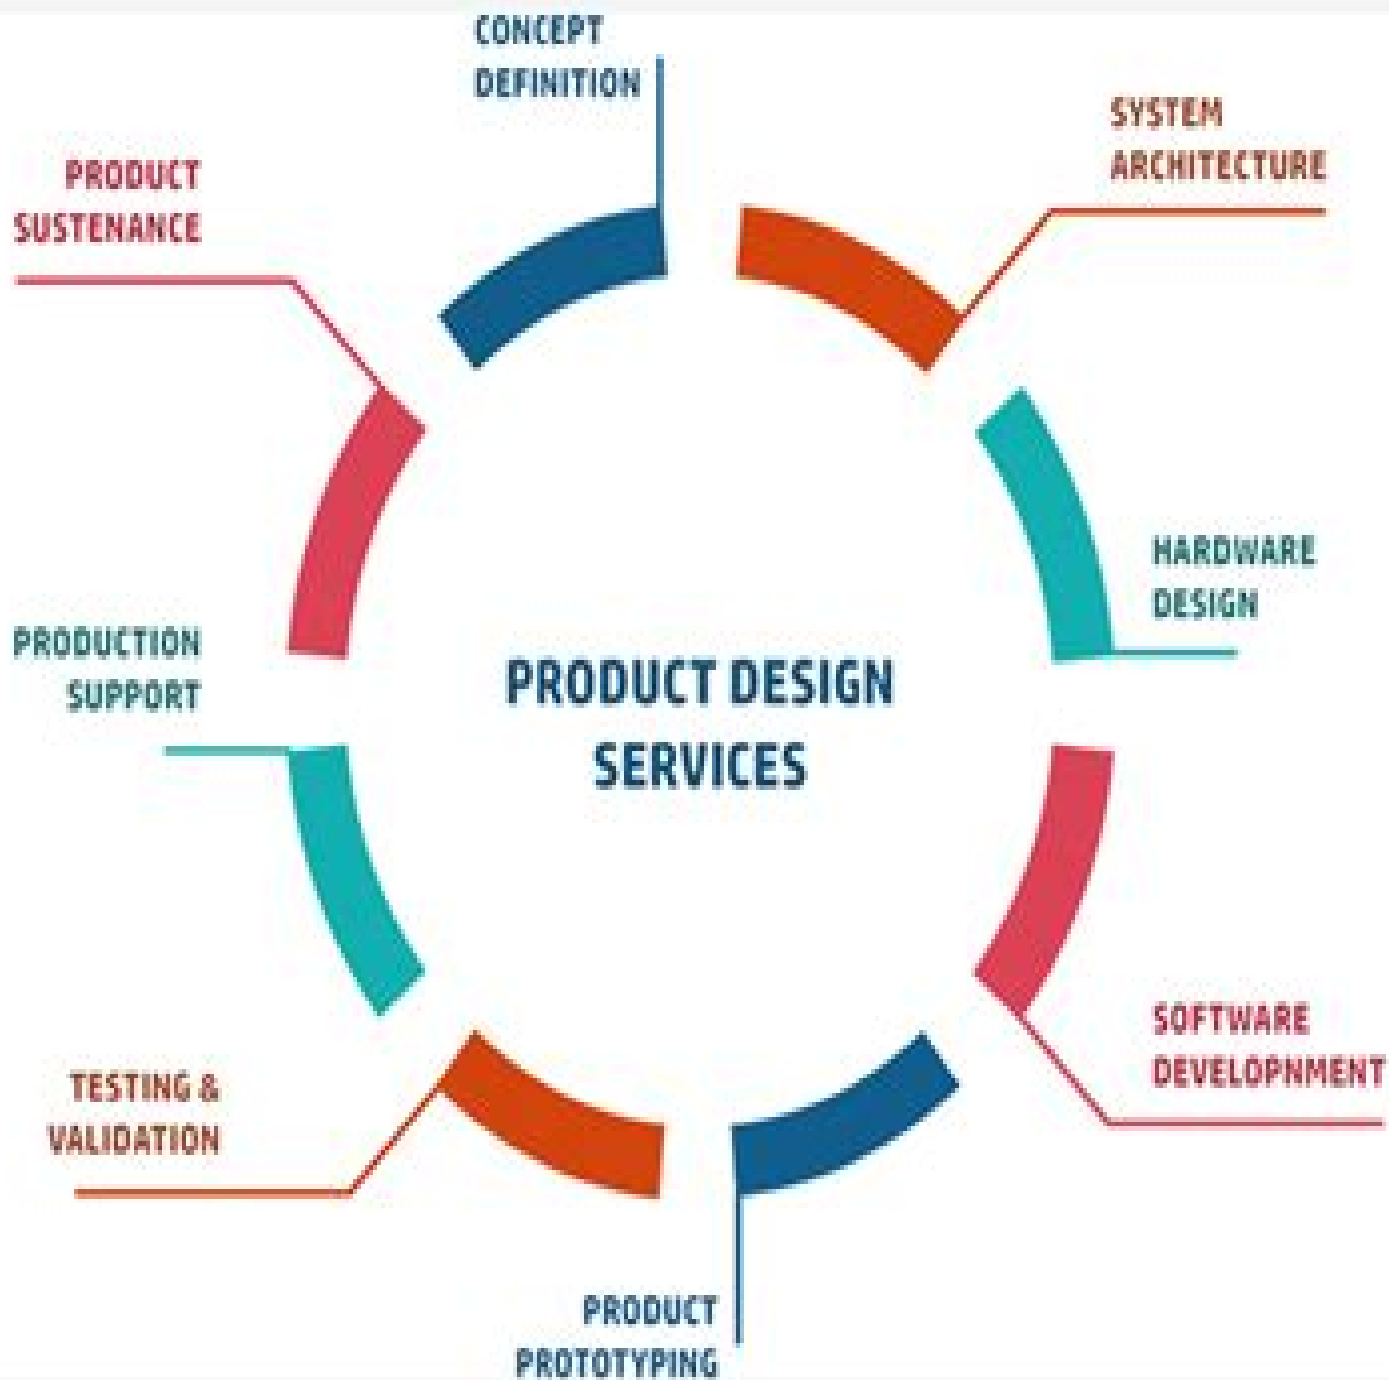 CONCEPT
DEFINITION
SYSTEM
ARCHITECTURE
HARDWARE
DESIGN
SOFTWARE
DEVELOPNMENT
PRODUCT
PROTOTYPING
TESTING &
VALIDATION
PRODUCTION
SUPPORT
PRODUCT
SUSTENANCE
PRODUCT DESIGN
SERVICES